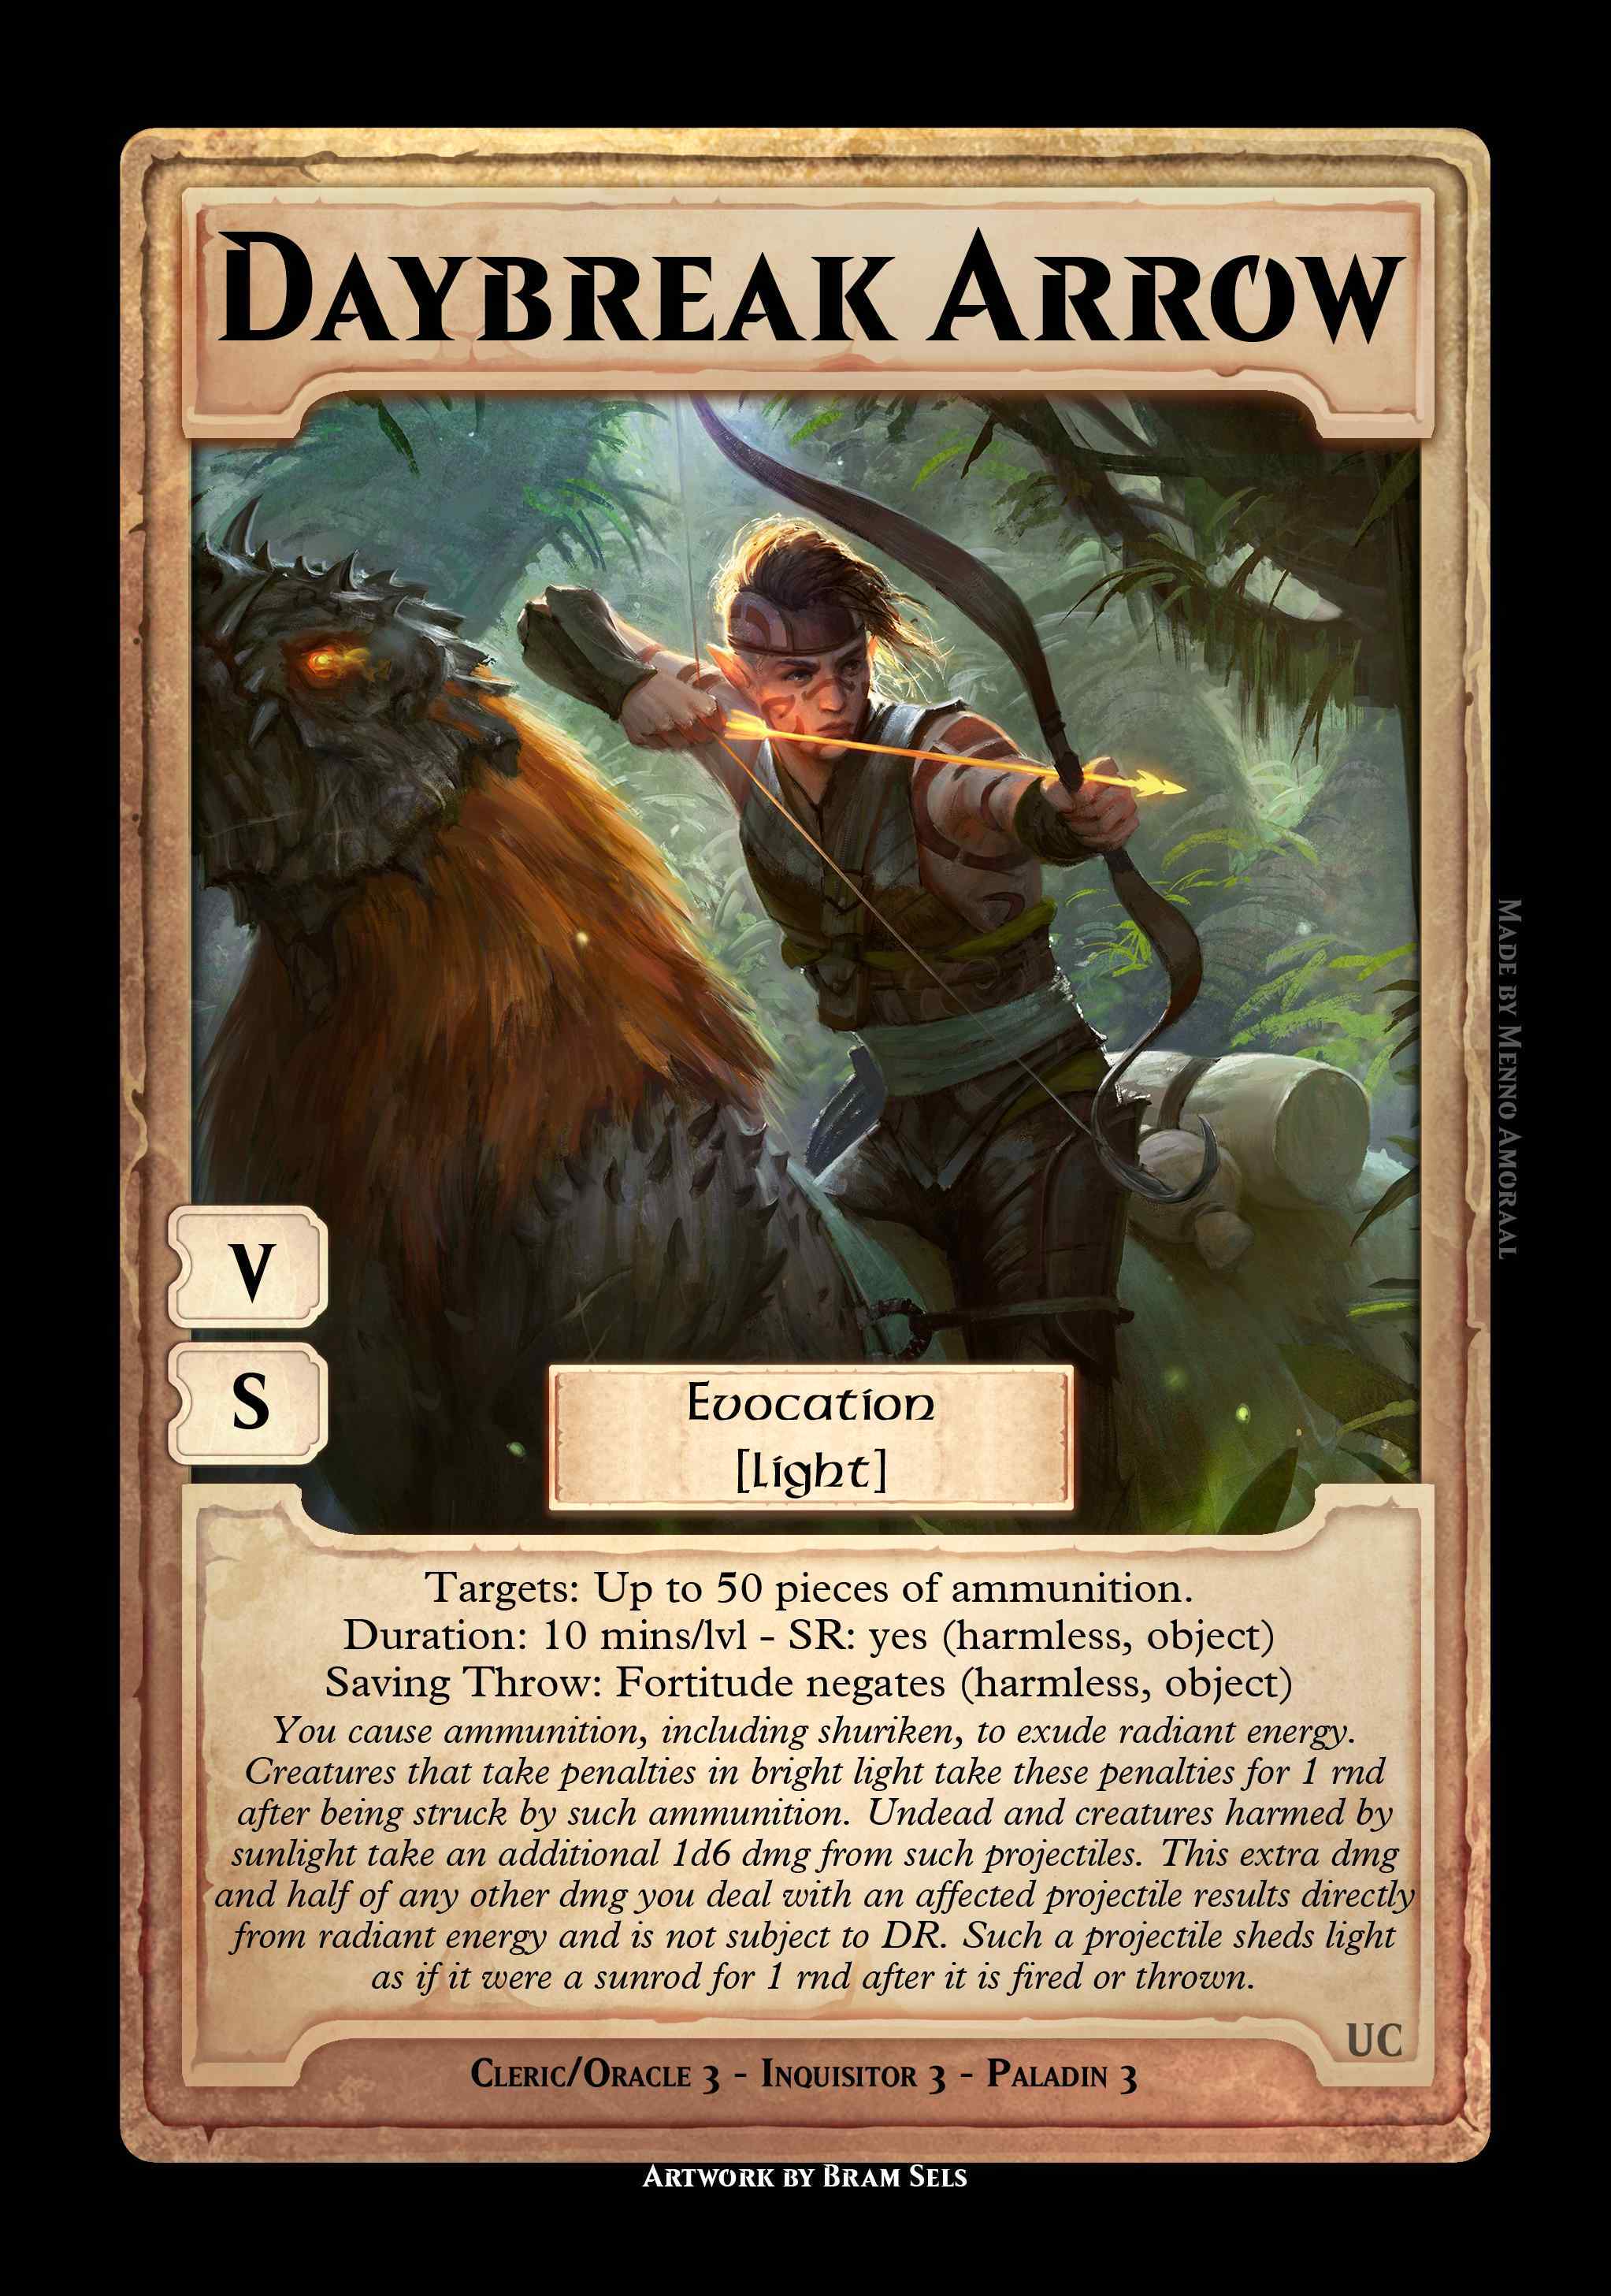 Daybreak Arrow
V
S
Evocation
[light]
Targets: Up to 50 pieces of ammunition.
Duration: 10 mins/lvl - SR: yes (harmless, object)
Saving Throw: Fortitude negates (harmless, object)
You cause ammunition, including shuriken, to exude radiant energy.
Creatures that take penalties in bright light take these penalties for 1 rnd
after being struck by such ammunition. Undead and creatures harmed by
sunlight take an additional 1d6 dmg from such projectiles. This extra dmg
and half of any other dmg you deal with an affected projectile results directly
from radiant energy and is not subject to DR. Such a projectile sheds light
as if it were a sunrod for 1 rnd after it is fired or thrown.
UC
Cleric/Oracle 3 - Inquisitor 3 - Paladin 3
Artwork by Bram Sels
Made by Menno Amoraal